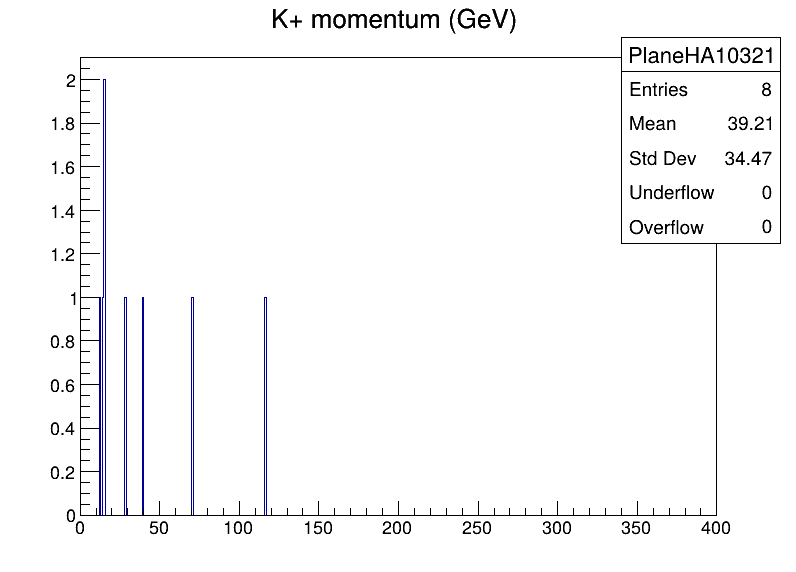 K+ momentum (GeV)
PlaneHA10321
Entries 8
Mean 39.21
Std Dev 34.47
Underflow 0
Overflow 0
2
1.8
1.6
1.4
1.2
1
0.8
0.6
0.4
0.2
0
0 50 100 150 200 250 300 350 400